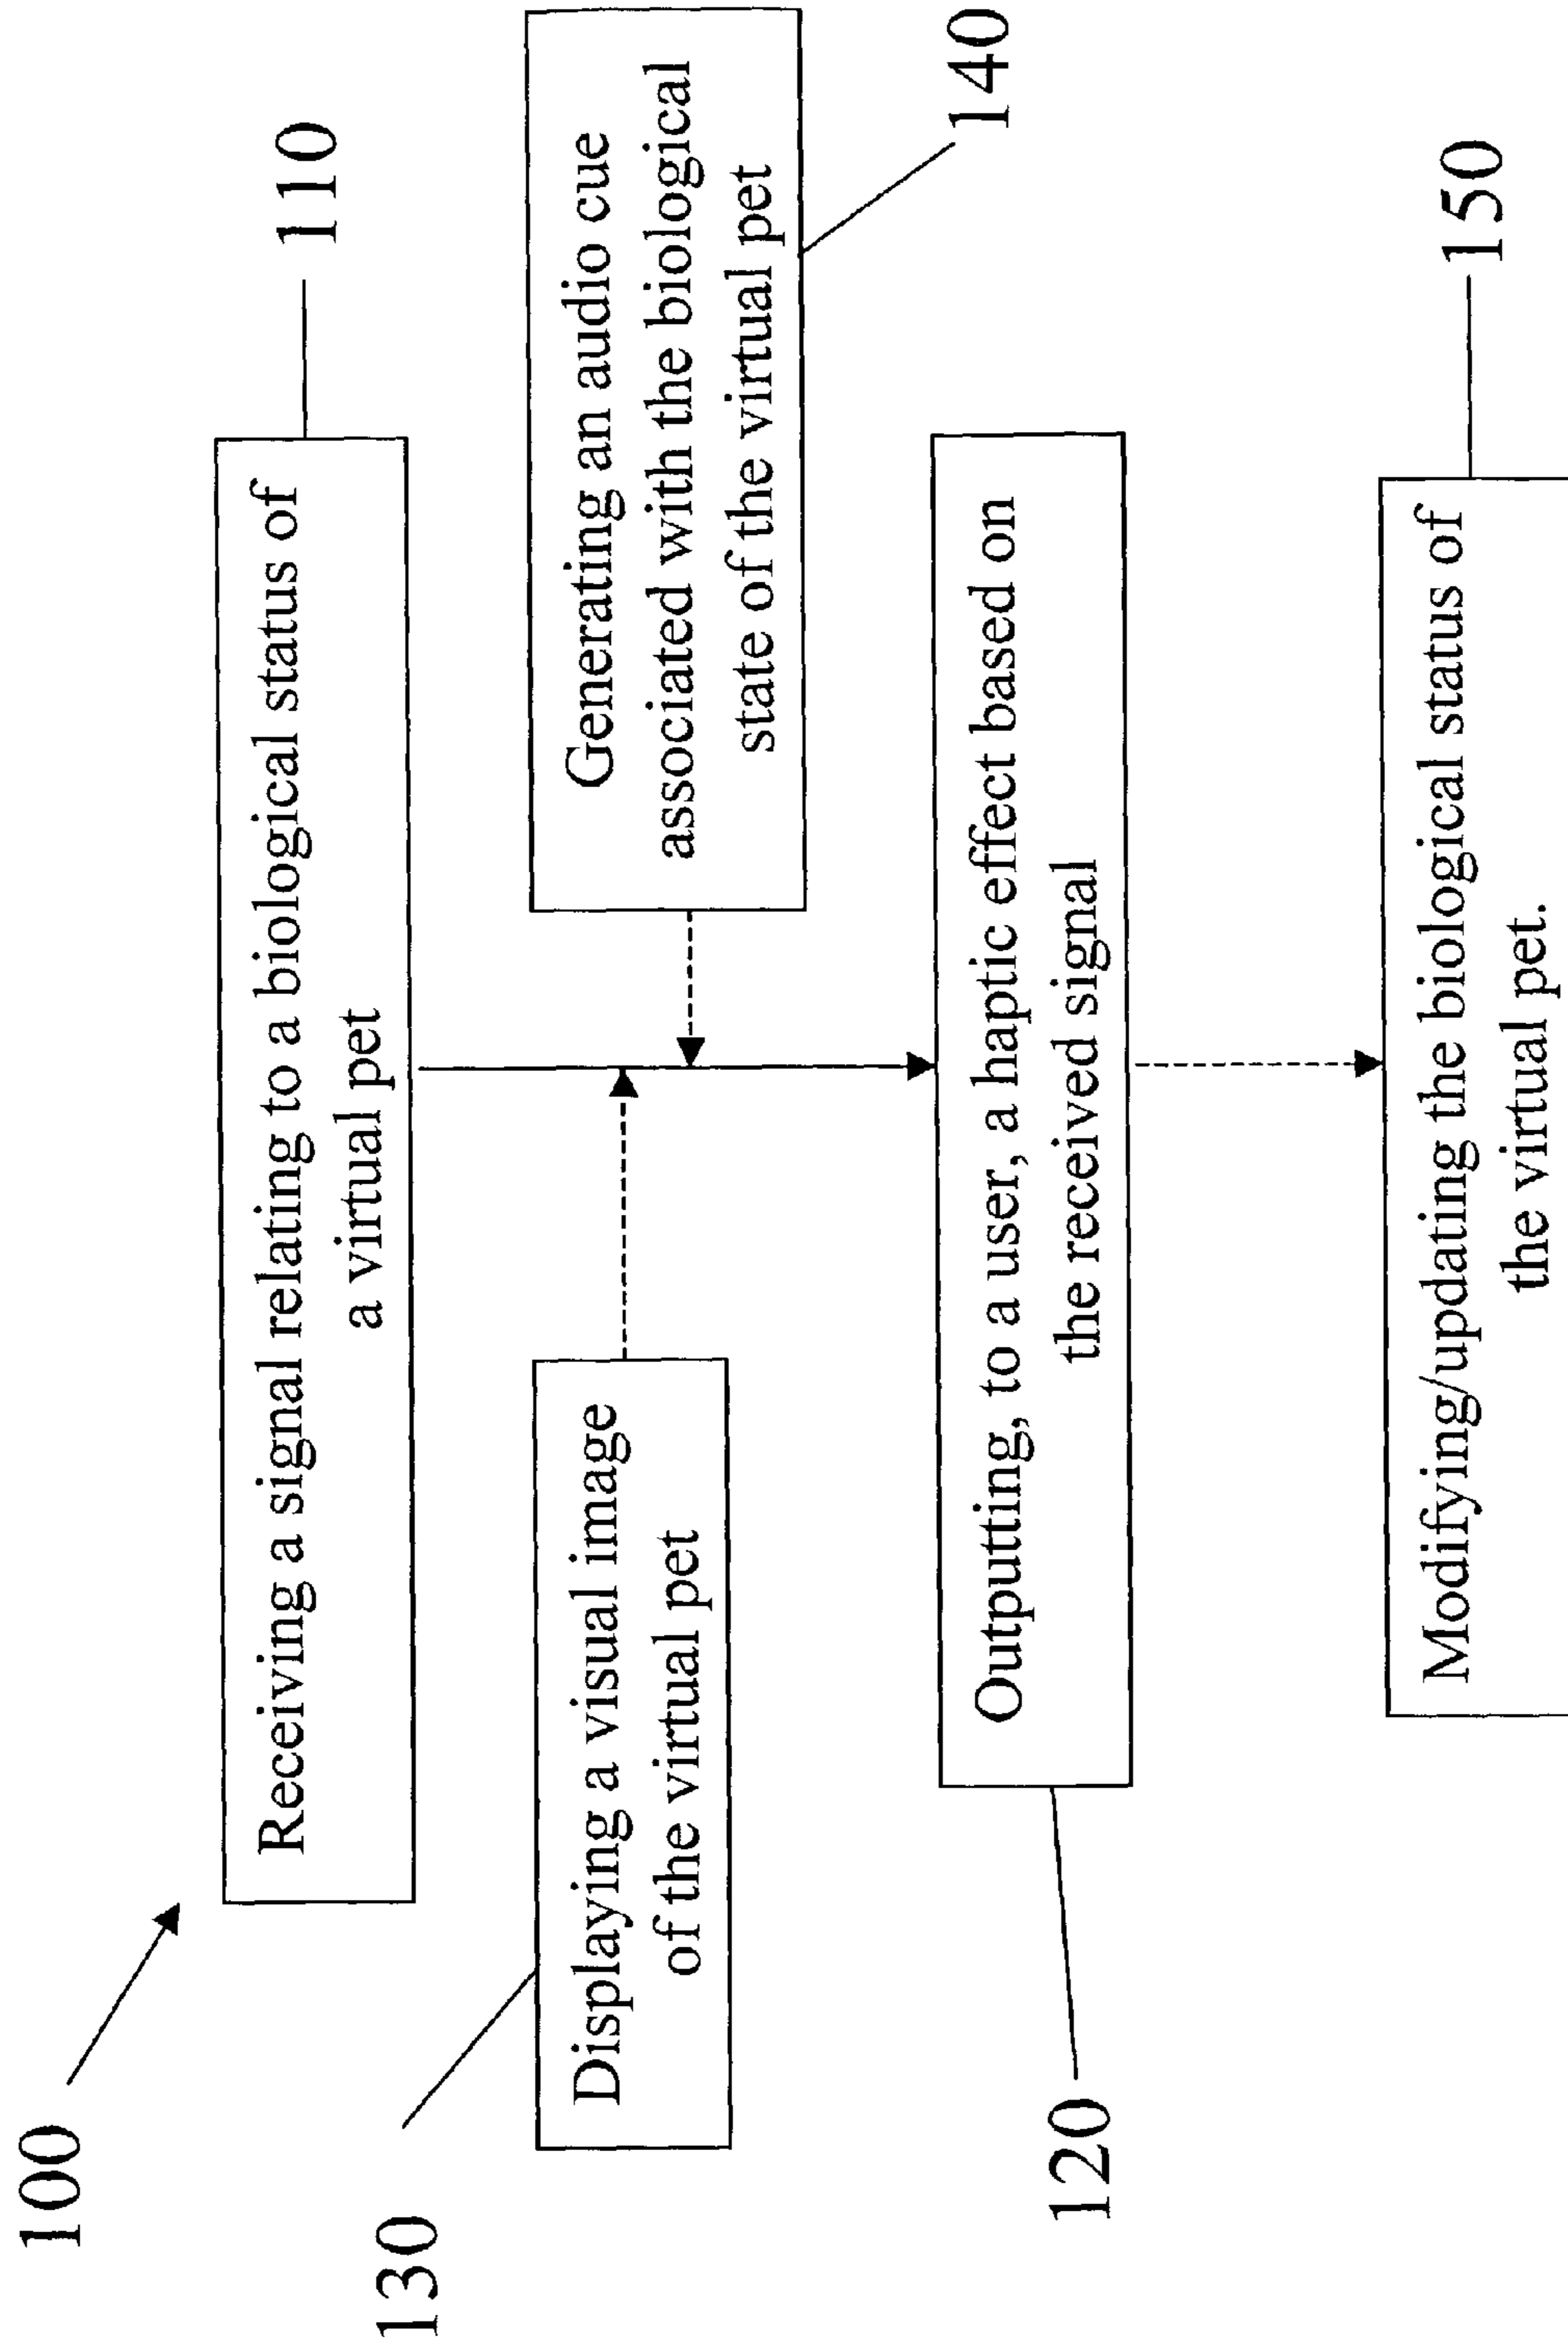 100
Receiving a signal relating to a biological status of
a virtual pet
110
130
Displaying a visual image
of the virtual pet
Generating an audio cue
associated with the biological
state of the virtual pet
140
Outputting, to a user, a haptic effect based on
the received signal
120
Modifying/updating the biological status of
the virtual pet.
150